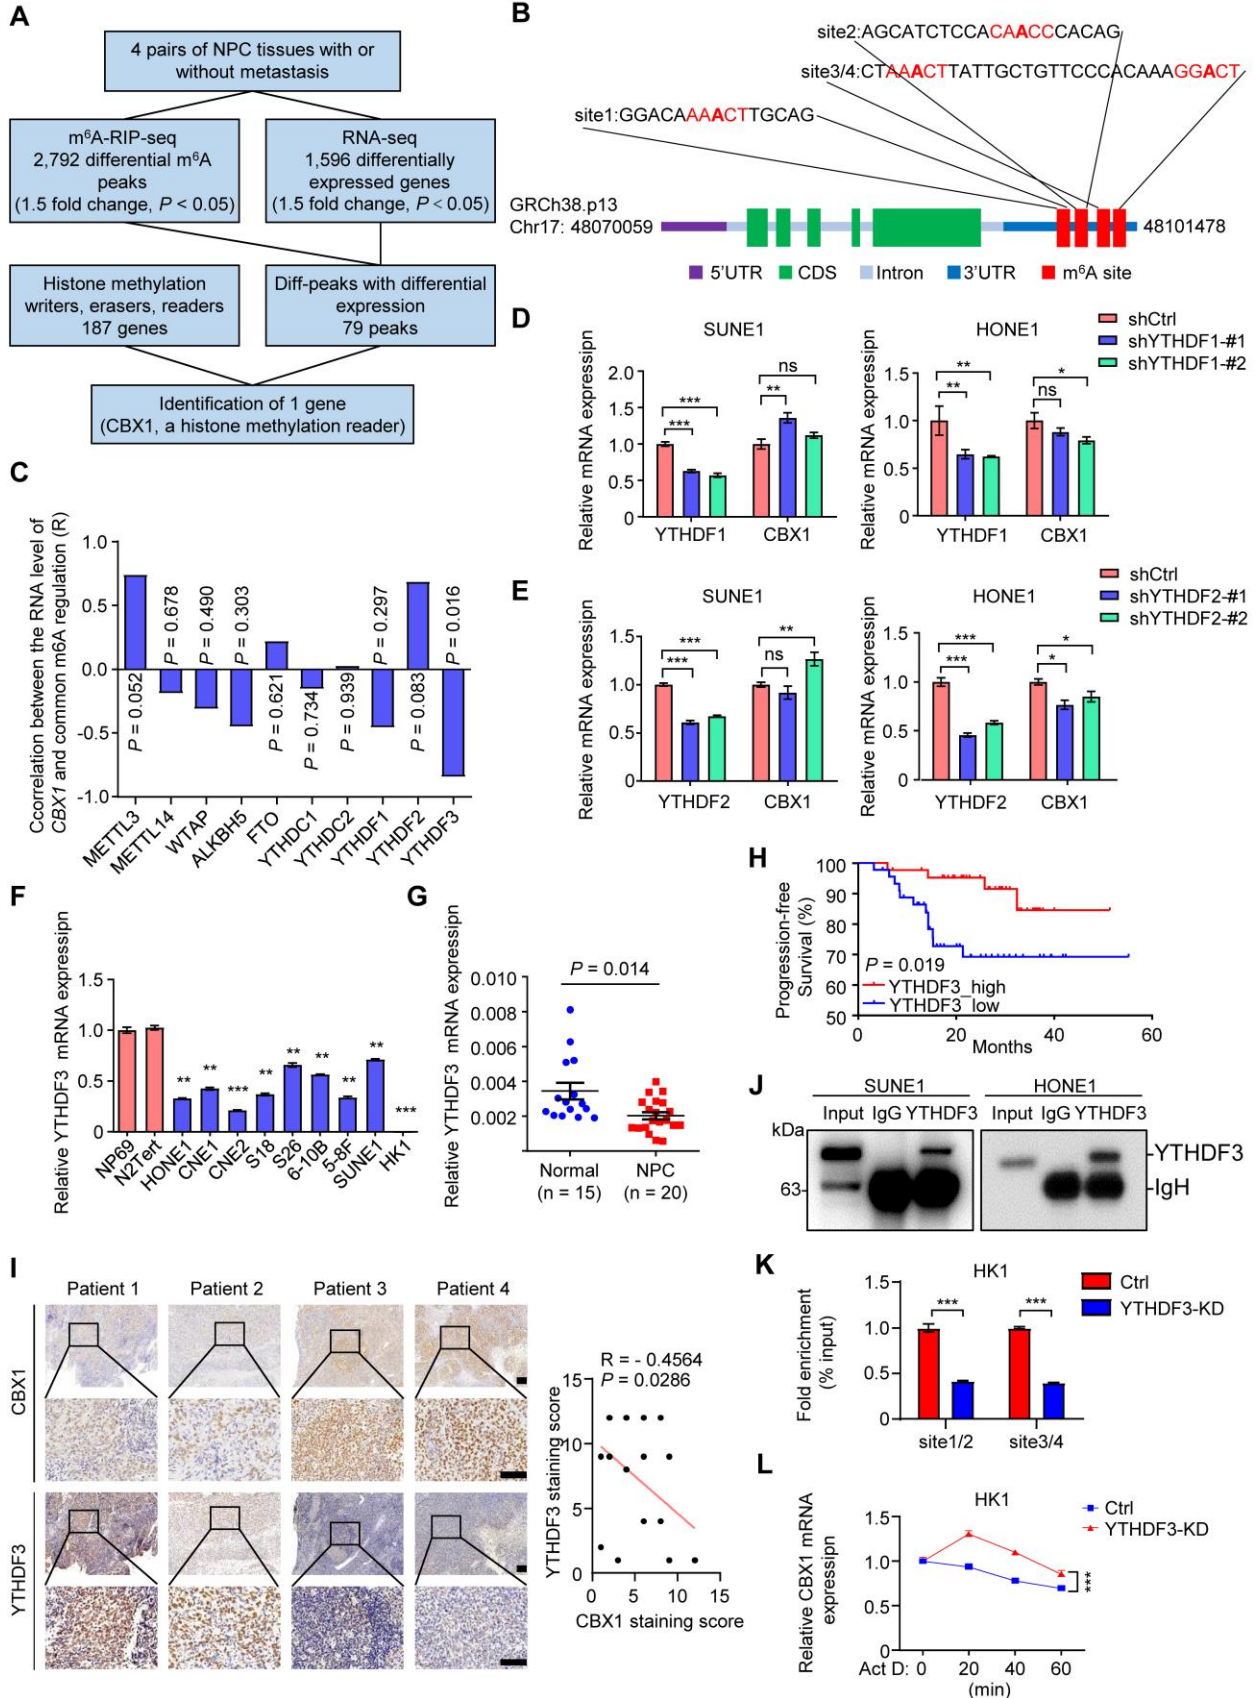 A
4 pairs of NPC tissues with or
without metastasis
m⁶A-RIP-seq
2,792 differential m⁶A
peaks
(1.5 fold change, P < 0.05)
RNA-seq
1,596 differentially
expressed genes
(1.5 fold change, P < 0.05)
Histone methylation
writers, erasers, readers
187 genes
Diff-peaks with differential
expression
79 peaks
Identification of 1 gene
(CBX1, a histone methylation reader)
B
site2:AGCATCTCCACAACCCACAG
site3/4:CTAAACTTATTGCTGTTCCCACAAAGGACT
site1:GGACAAAACTTGCAG
GRCh38.p13
Chr17: 48070059
48101478
5'UTR
CDS
Intron
3'UTR
m⁶A site
C
Ccorrelation between the RNA level of
CBX1 and common m6A regulation (R)
1.0
0.5
0.0
-0.5
-1.0
P = 0.052
P = 0.678
P = 0.490
P = 0.303
P = 0.621
P = 0.734
P = 0.939
P = 0.297
P = 0.083
P = 0.016
METTL3
METTL14
WTAP
ALKBH5
FTO
YTHDC1
YTHDC2
YTHDF1
YTHDF2
YTHDF3
D
SUNE1
Relative mRNA expressipn
2.0
1.5
1.0
0.5
0
***
***
**
ns
YTHDF1
CBX1
HONE1
Relative mRNA expressipn
1.5
1.0
0.5
0
**
**
ns
*
YTHDF1
CBX1
shCtrl
shYTHDF1-#1
shYTHDF1-#2
E
SUNE1
Relative mRNA expressipn
1.5
1.0
0.5
0
***
***
ns
**
YTHDF2
CBX1
HONE1
Relative mRNA expressipn
1.5
1.0
0.5
0
***
***
*
*
YTHDF2
CBX1
shCtrl
shYTHDF2-#1
shYTHDF2-#2
F
Relative YTHDF3 mRNA expressipn
1.5
1.0
0.5
0
**
**
***
**
**
**
**
**
***
NP69
N2Tert
HONE1
CNE1
CNE2
S18
S26
6-10B
5-8F
SUNE1
HK1
G
Relative YTHDF3 mRNA expressipn
P = 0.014
0.010
0.008
0.006
0.004
0.002
Normal
(n = 15)
NPC
(n = 20)
H
Progression-free
Survival (%)
100
90
80
70
60
50
P = 0.019
YTHDF3_high
YTHDF3_low
0
20
40
60
Months
J
SUNE1
HONE1
Input IgG YTHDF3
Input IgG YTHDF3
kDa
63
YTHDF3
IgH
I
Patient 1
Patient 2
Patient 3
Patient 4
CBX1
YTHDF3
R = - 0.4564
P = 0.0286
YTHDF3 staining score
15
10
5
0
0
5
10
15
CBX1 staining score
K
HK1
Fold enrichment
(% input)
1.5
1.0
0.5
0
***
***
site1/2
site3/4
Ctrl
YTHDF3-KD
L
HK1
Relative CBX1 mRNA
expressipn
1.5
1.0
0.5
0
***
Ctrl
YTHDF3-KD
Act D: 0
20
40
60
(min)